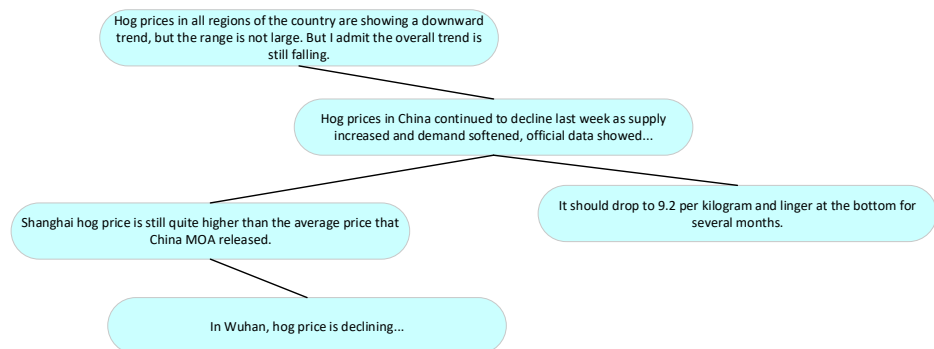 Hog prices in all regions of the country are showing a downward
trend, but the range is not large. But I admit the overall trend is
still falling.
Hog prices in China continued to decline last week as supply
increased and demand softened, official data showed...
Shanghai hog price is still quite higher than the average price that
China MOA released.
It should drop to 9.2 per kilogram and linger at the bottom for
several months.
In Wuhan, hog price is declining...